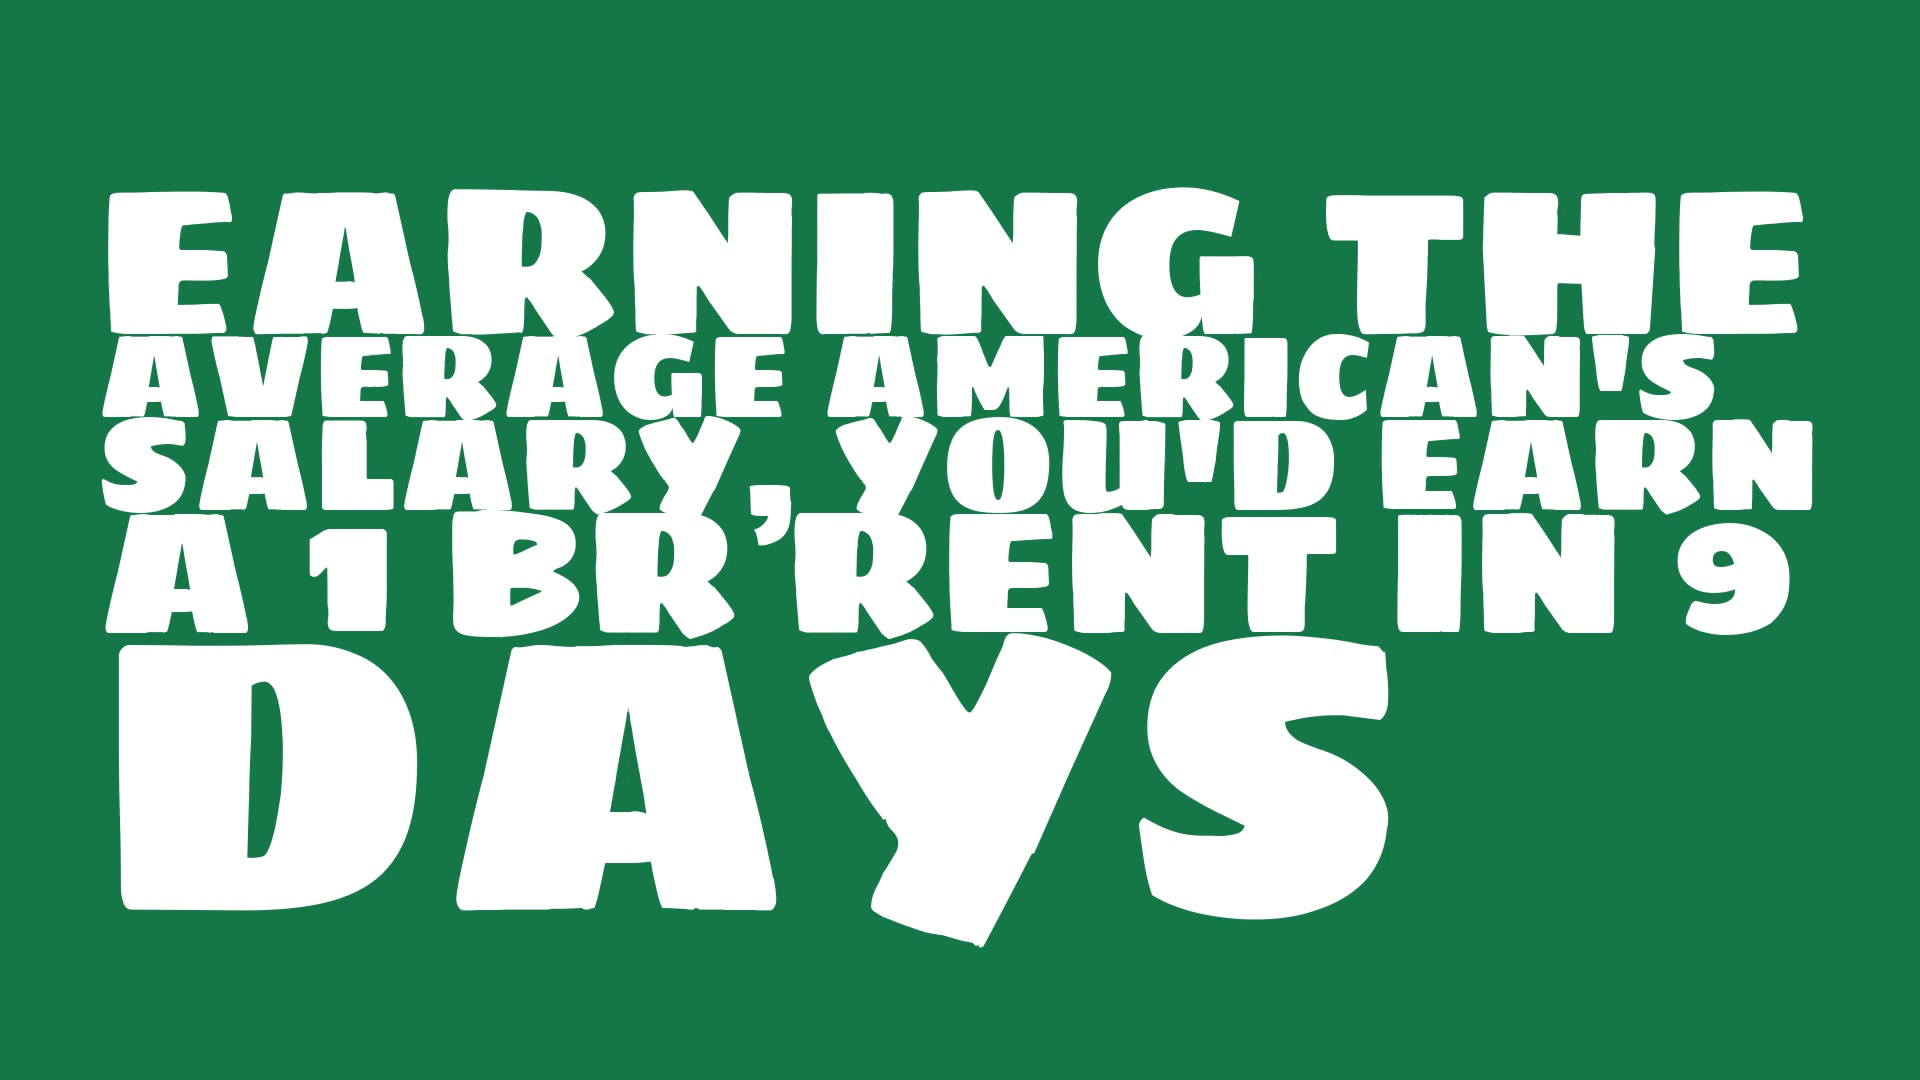 EARNING THE
AVERAGE AMERICAN'S
SALARY, YOU'D EARN
A 1 BR RENT IN 9
DAYS